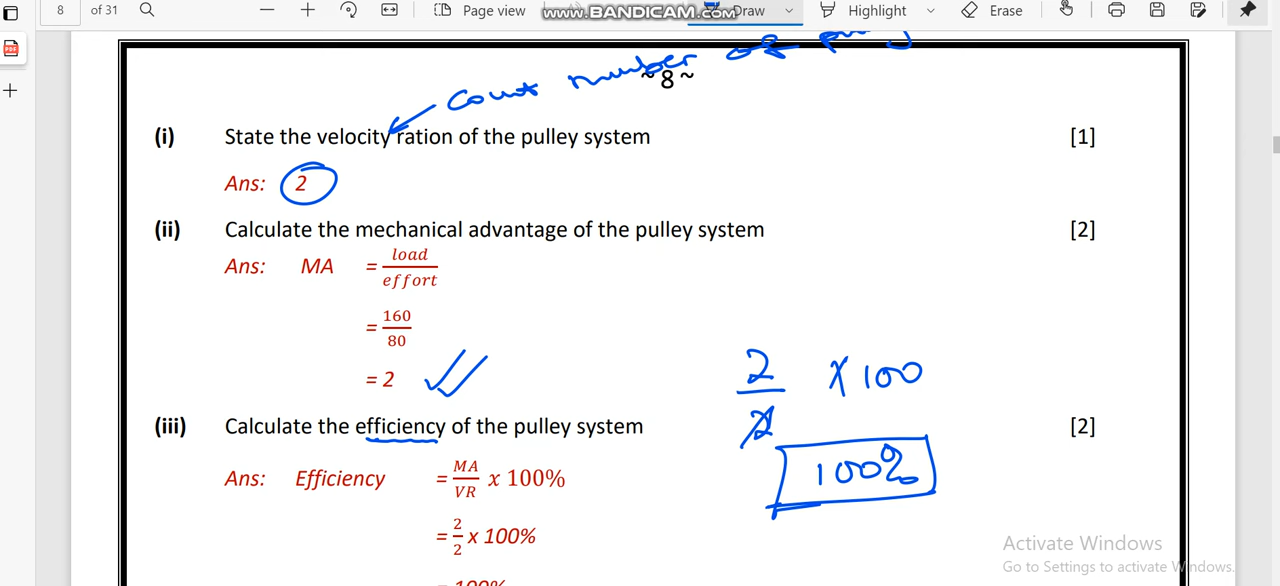 8 of 31 Page view www.BANDICAM.com Draw Highlight Erase
Count number of
~ 8 ~
(i) State the velocity ration of the pulley system [1]
Ans: 2
(ii) Calculate the mechanical advantage of the pulley system [2]
Ans: MA = load/effort
= 160/80
= 2
2/2 X 100
(iii) Calculate the efficiency of the pulley system [2]
100%
Ans: Efficiency = MA/VR x 100%
= 2/2 x 100%
= 100%
Activate Windows
Go to Settings to activate Windows.